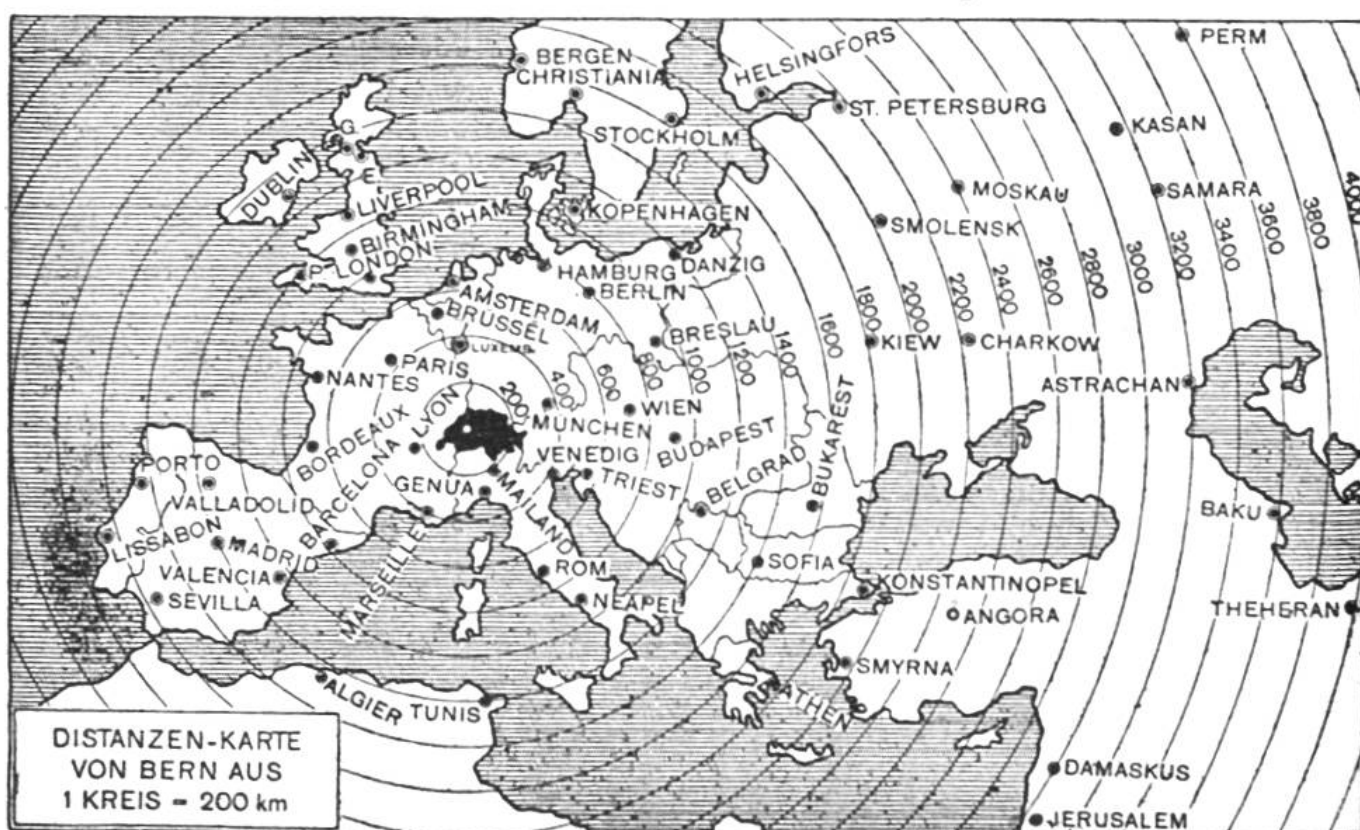 BERGEN
CHRISTIANIA
HELSINGFORS
PERM
ST. PETERSBURG
KASAN
STOCKHOLM
G.
E.
DUBLIN
LIVERPOOL
BIRMINGHAM
P.
LONDON
KOPENHAGEN
MOSKAU
SAMARA
SMOLENSK
HAMBURG
DANZIG
BERLIN
AMSTERDAM
BRÜSSEL
LUXEMB.
BRESLAU
PARIS
NANTES
KIEW
CHARKOW
ASTRACHAN
200
400
600
800
1000
1200
1400
1600
1800
2000
2200
2400
2600
2800
3000
3200
3400
3600
3800
4000
WIEN
MÜNCHEN
BUDAPEST
LYON
BORDEAUX
BARCELONA
VENEDIG
TRIEST
BELGRAD
BUKAREST
PORTO
VALLADOLID
GENUA
MAILAND
MARSEILLE
LISSABON
MADRID
VALENCIA
SEVILLA
ROM
NEAPEL
SOFIA
KONSTANTINOPEL
ANGORA
BAKU
THEHERAN
SMYRNA
ATHEN
ALGIER
TUNIS
DAMASKUS
JERUSALEM
DISTANZEN-KARTE
VON BERN AUS
1 KREIS = 200 km